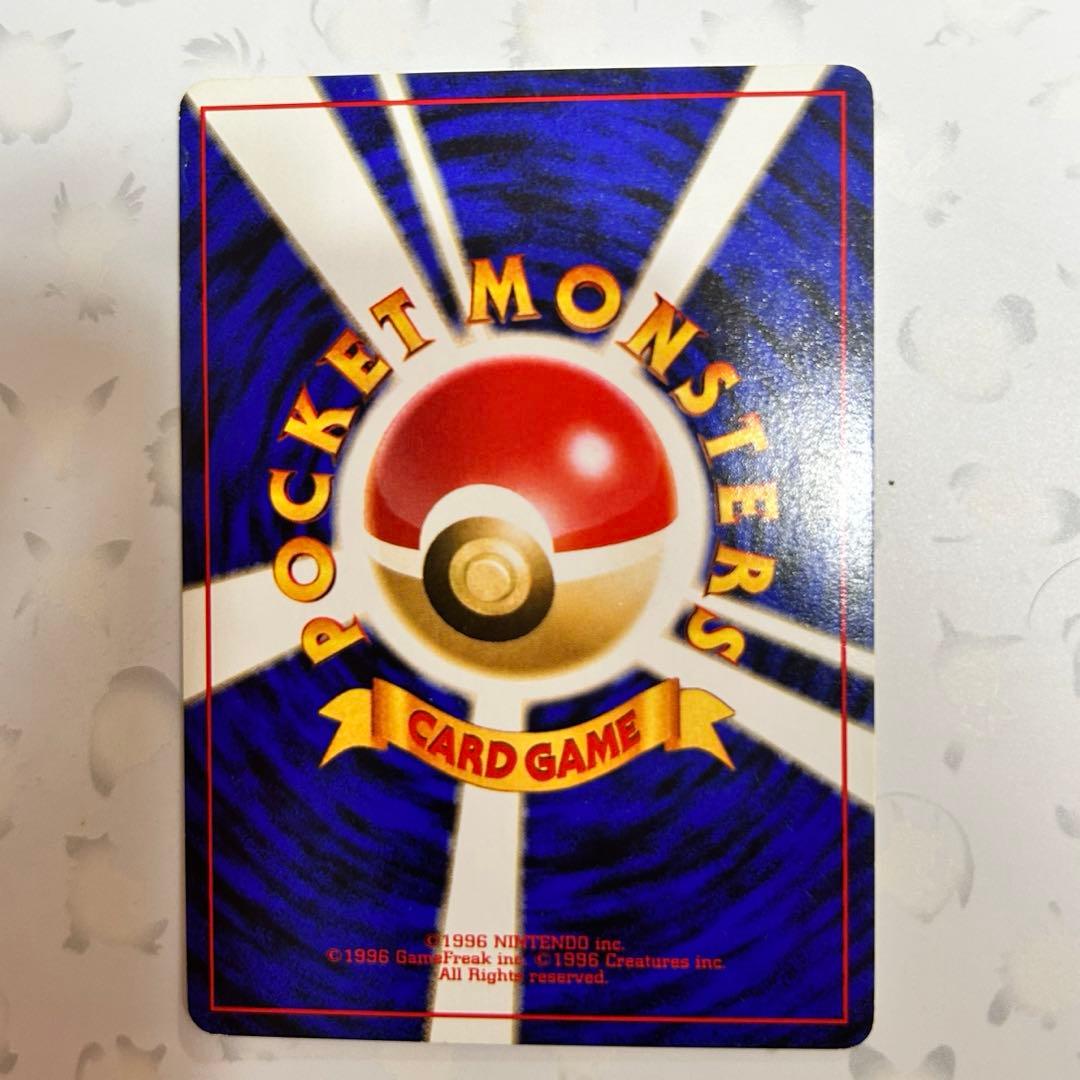 POCKET MONSTERS
CARD GAME
©1996 NINTENDO inc.
©1996 GameFreak inc. ©1996 Creatures inc.
All Rights reserved.